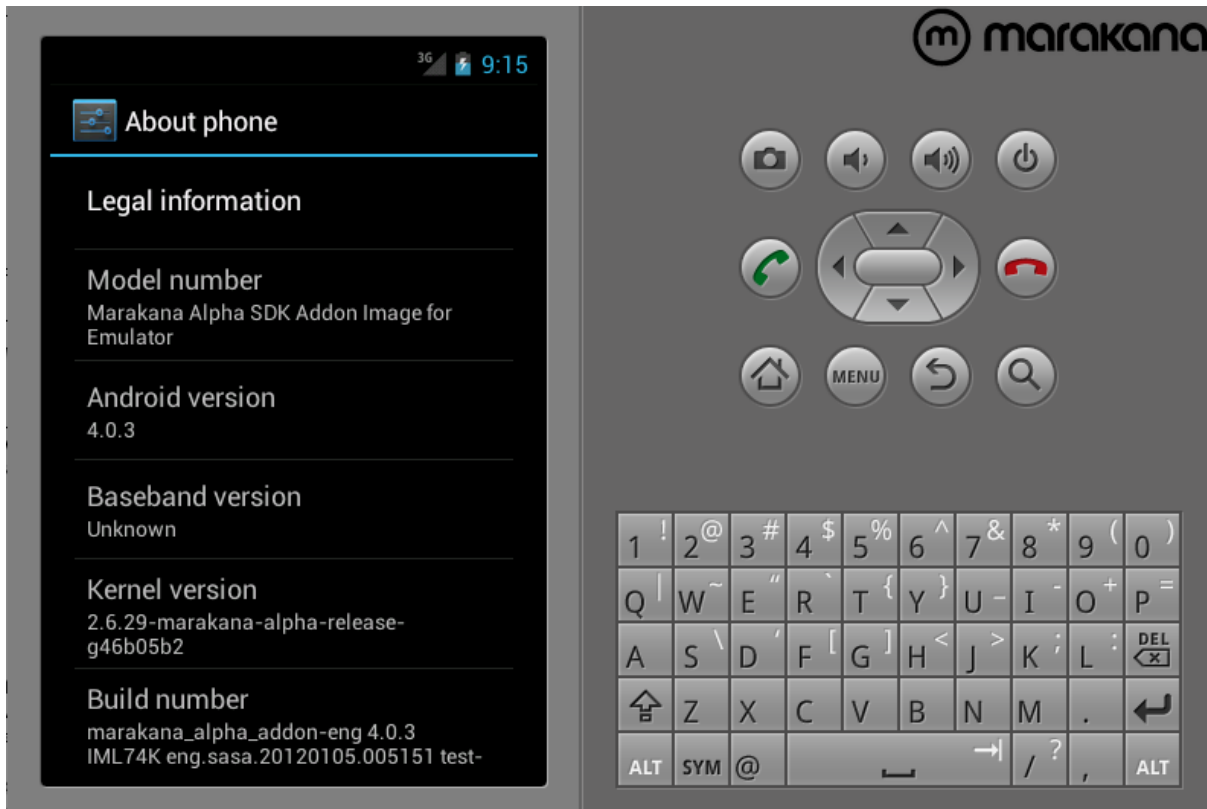 marakana
3G 9:15
About phone
Legal information
Model number
Marakana Alpha SDK Addon Image for
Emulator
Android version
4.0.3
Baseband version
Unknown
Kernel version
2.6.29-marakana-alpha-release-
g46b05b2
Build number
marakana_alpha_addon-eng 4.0.3
IML74K eng.sasa.20120105.005151 test-
MENU
1 ! 2 @ 3 # 4 $ 5 % 6 ^ 7 & 8 * 9 ( 0 )
Q | W ~ E " R ` T { Y } U _ I - O + P =
A S \ D ' F [ G ] H < J > K ; L : DEL
Z X C V B N M .
ALT SYM @ / ? , ALT